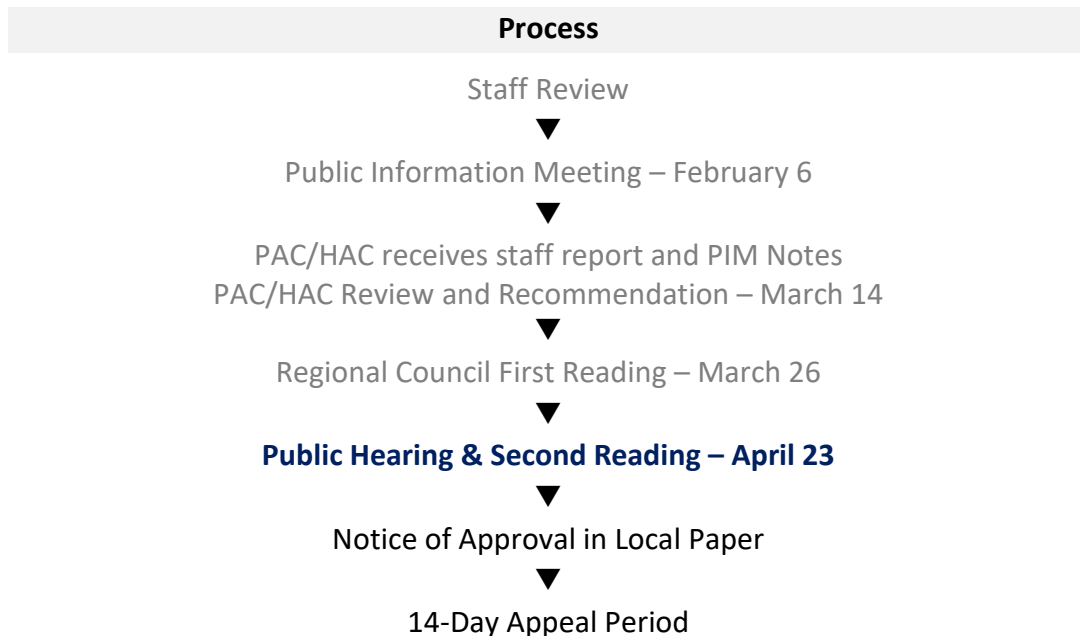 Process
Staff Review
Public Information Meeting – February 6
PAC/HAC receives staff report and PIM Notes
PAC/HAC Review and Recommendation – March 14
Regional Council First Reading – March 26
Public Hearing & Second Reading – April 23
Notice of Approval in Local Paper
14-Day Appeal Period